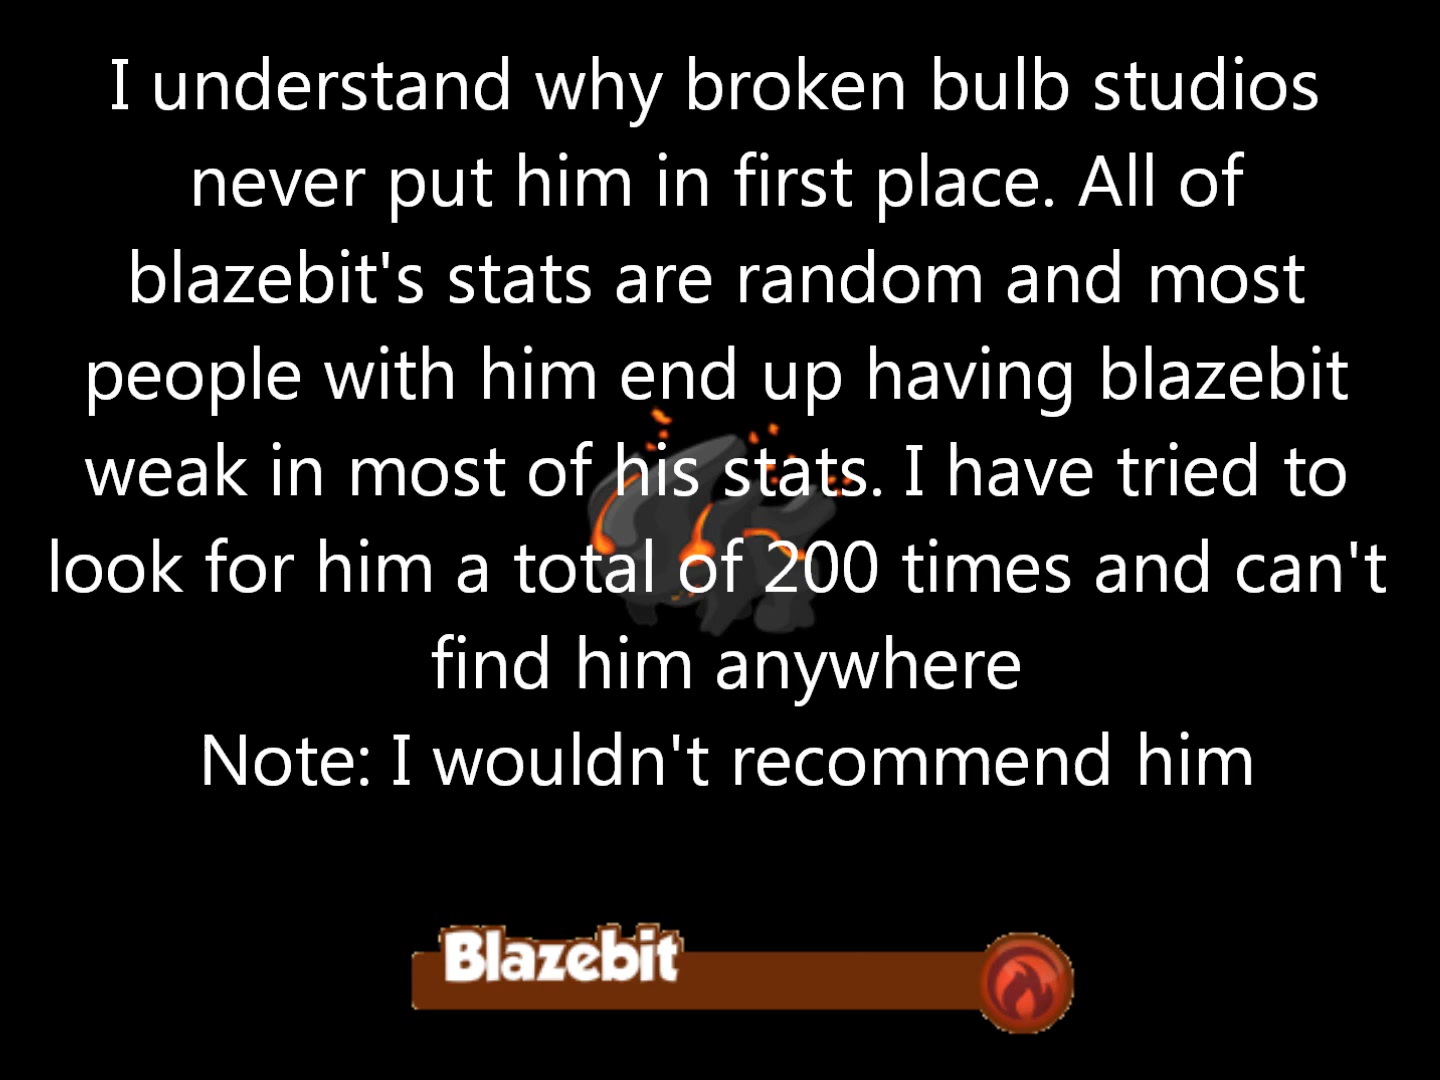 I understand why broken bulb studios
never put him in first place. All of
blazebit's stats are random and most
people with him end up having blazebit
weak in most of his stats. I have tried to
look for him a total of 200 times and can't
find him anywhere
Note: I wouldn't recommend him
Blazebit